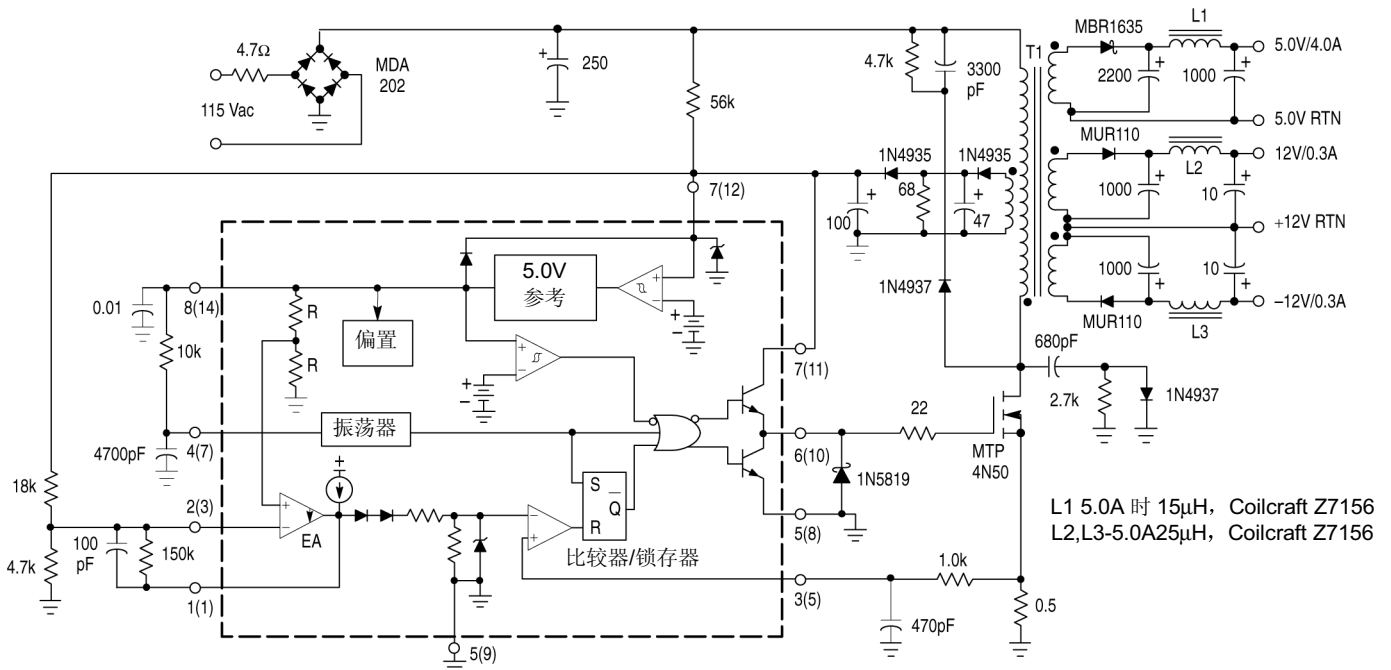 4.7Ω
MDA
202
115 Vac
+
250
56k
4.7k
3300
pF
T1
MBR1635
L1
5.0V/4.0A
2200
+
1000
+
5.0V RTN
MUR110
12V/0.3A
L2
1000
+
10
+
+12V RTN
1000
+
10
+
−12V/0.3A
MUR110
L3
1N4935
1N4935
68
+
100
+
47
7(12)
1N4937
5.0V
参考
+
−
+
−
0.01
8(14)
R
R
偏置
10k
+
−
+
−
7(11)
680pF
2.7k
1N4937
4700pF
4(7)
振荡器
22
6(10)
MTP
4N50
1N5819
18k
2(3)
+
+
−
EA
S
Q
R
−
+
比较器/锁存器
5(8)
L1 5.0A 时 15μH，Coilcraft Z7156
L2,L3-5.0A25μH，Coilcraft Z7156
100
pF
150k
4.7k
1(1)
1.0k
3(5)
0.5
470pF
5(9)